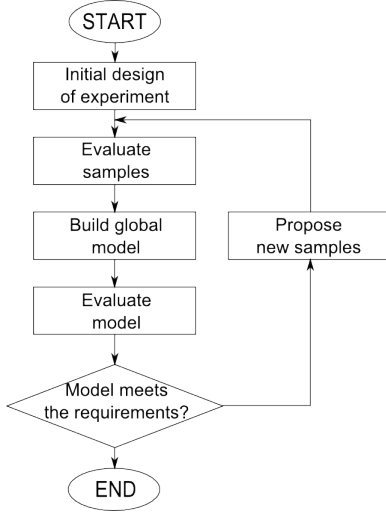 START
Initial design
of experiment
Evaluate
samples
Build global
model
Propose
new samples
Evaluate
model
Model meets
the requirements?
END